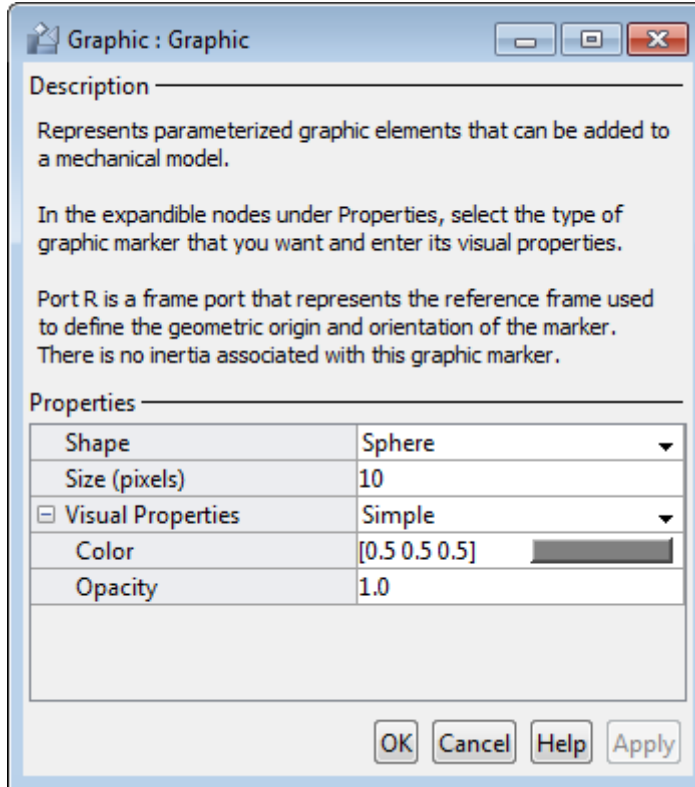 Graphic : Graphic
Description
Represents parameterized graphic elements that can be added to
a mechanical model.
In the expandible nodes under Properties, select the type of
graphic marker that you want and enter its visual properties.
Port R is a frame port that represents the reference frame used
to define the geometric origin and orientation of the marker.
There is no inertia associated with this graphic marker.
Properties
Shape Sphere
Size (pixels) 10
Visual Properties Simple
Color [0.5 0.5 0.5]
Opacity 1.0
OK Cancel Help Apply